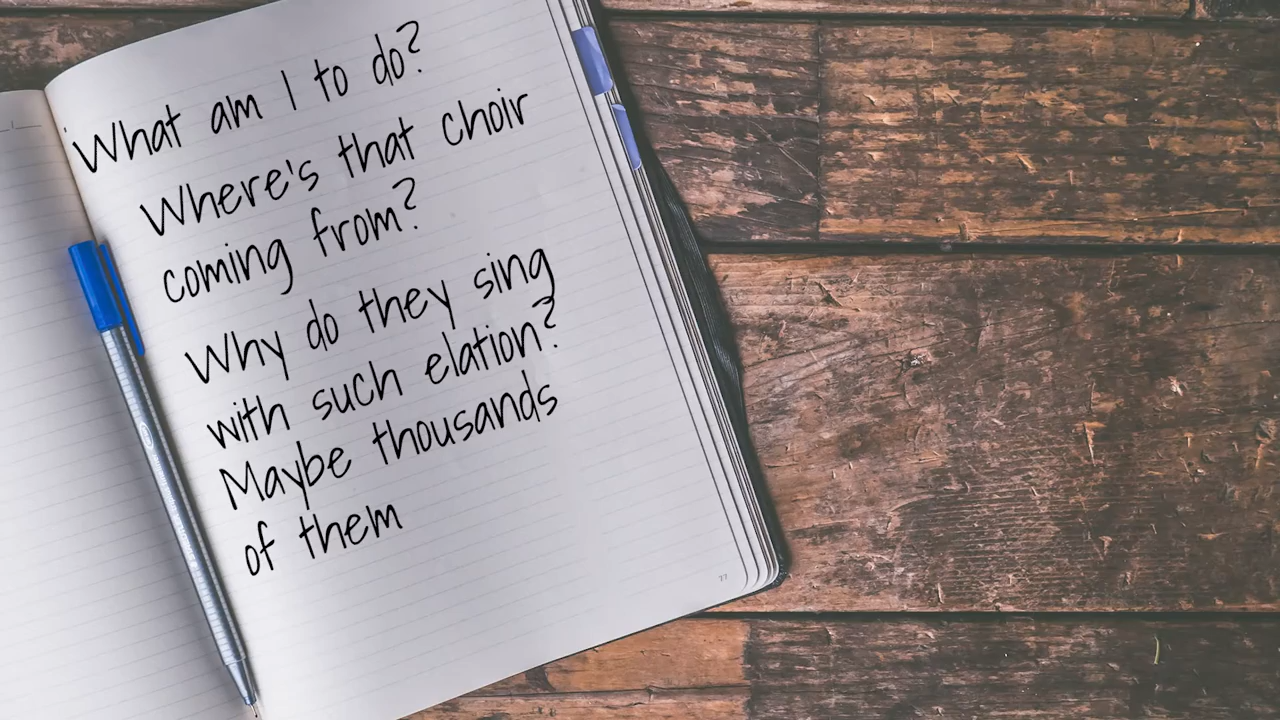 What am I to do?
Where's that choir
coming from?
Why do they sing
with such elation?
Maybe thousands
of them
77